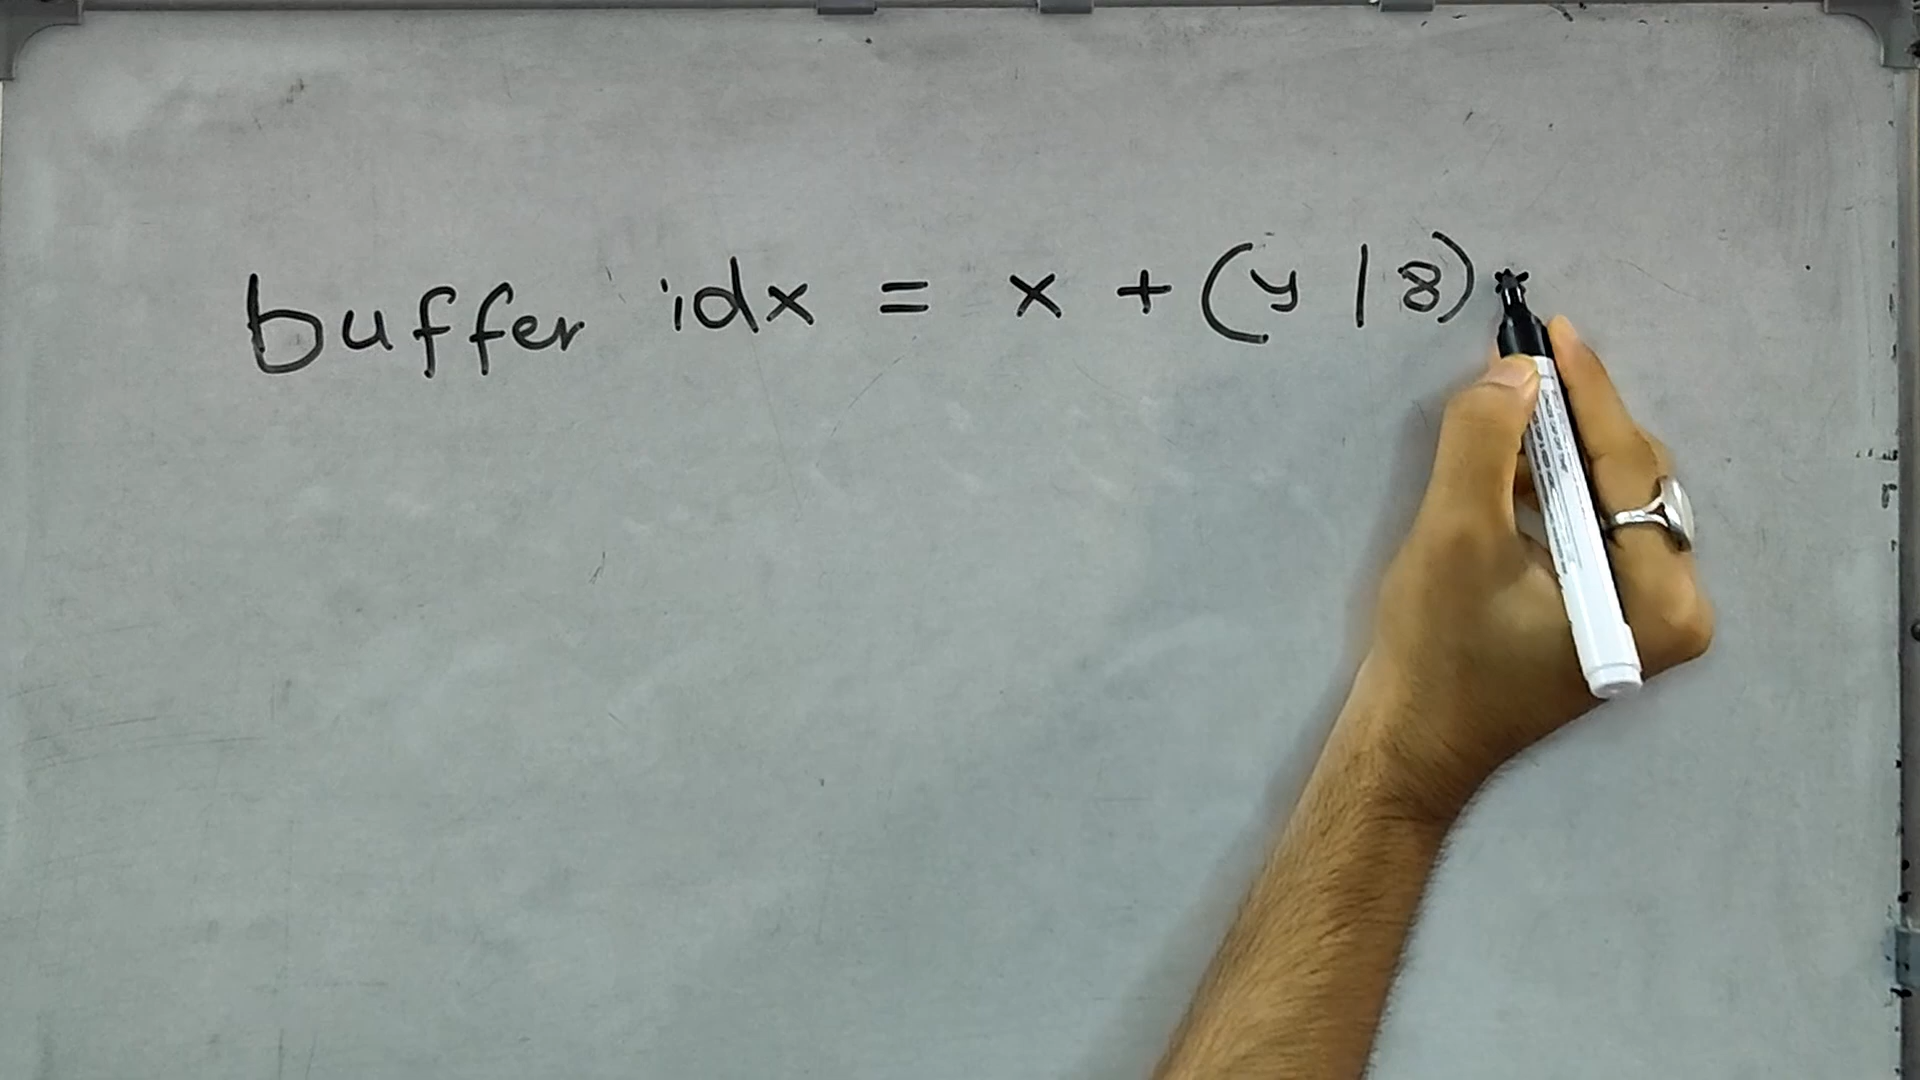 buffer idx = x + (y | 8) *